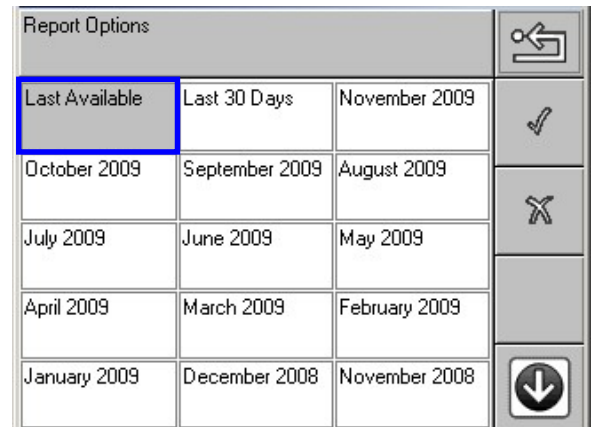 Report Options
Last Available
Last 30 Days
November 2009
October 2009
September 2009
August 2009
July 2009
June 2009
May 2009
April 2009
March 2009
February 2009
January 2009
December 2008
November 2008